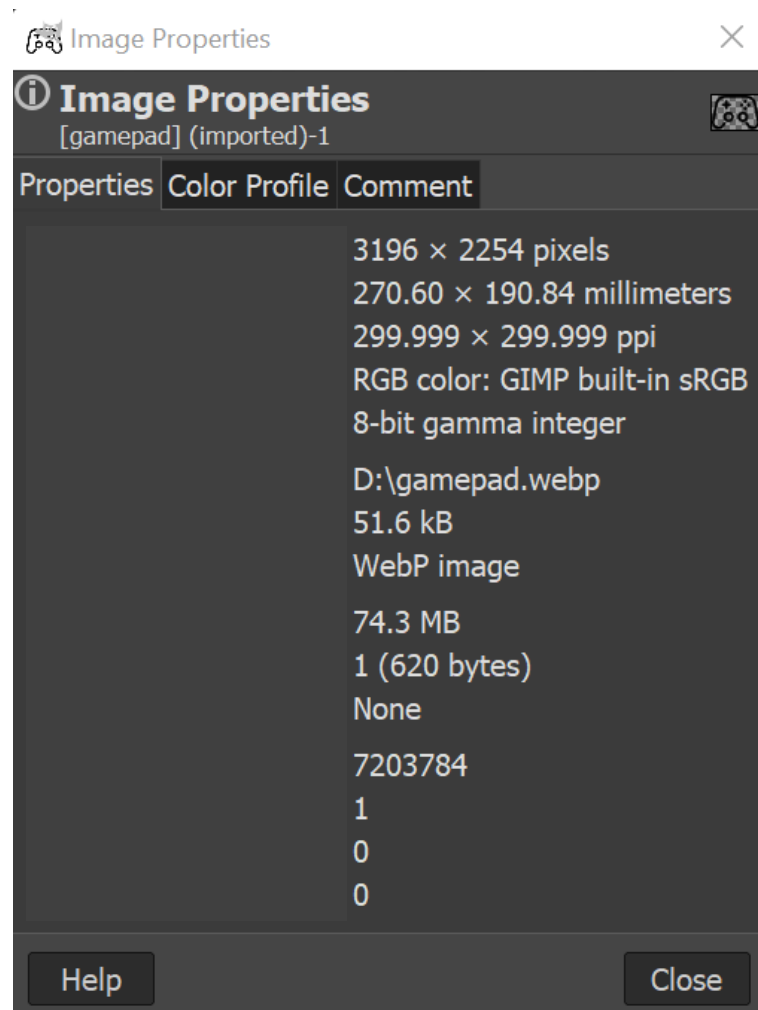 Image Properties
Image Properties
[gamepad] (imported)-1
Properties Color Profile Comment
3196 × 2254 pixels
270.60 × 190.84 millimeters
299.999 × 299.999 ppi
RGB color: GIMP built-in sRGB
8-bit gamma integer
D:\gamepad.webp
51.6 kB
WebP image
74.3 MB
1 (620 bytes)
None
7203784
1
0
0
Help Close